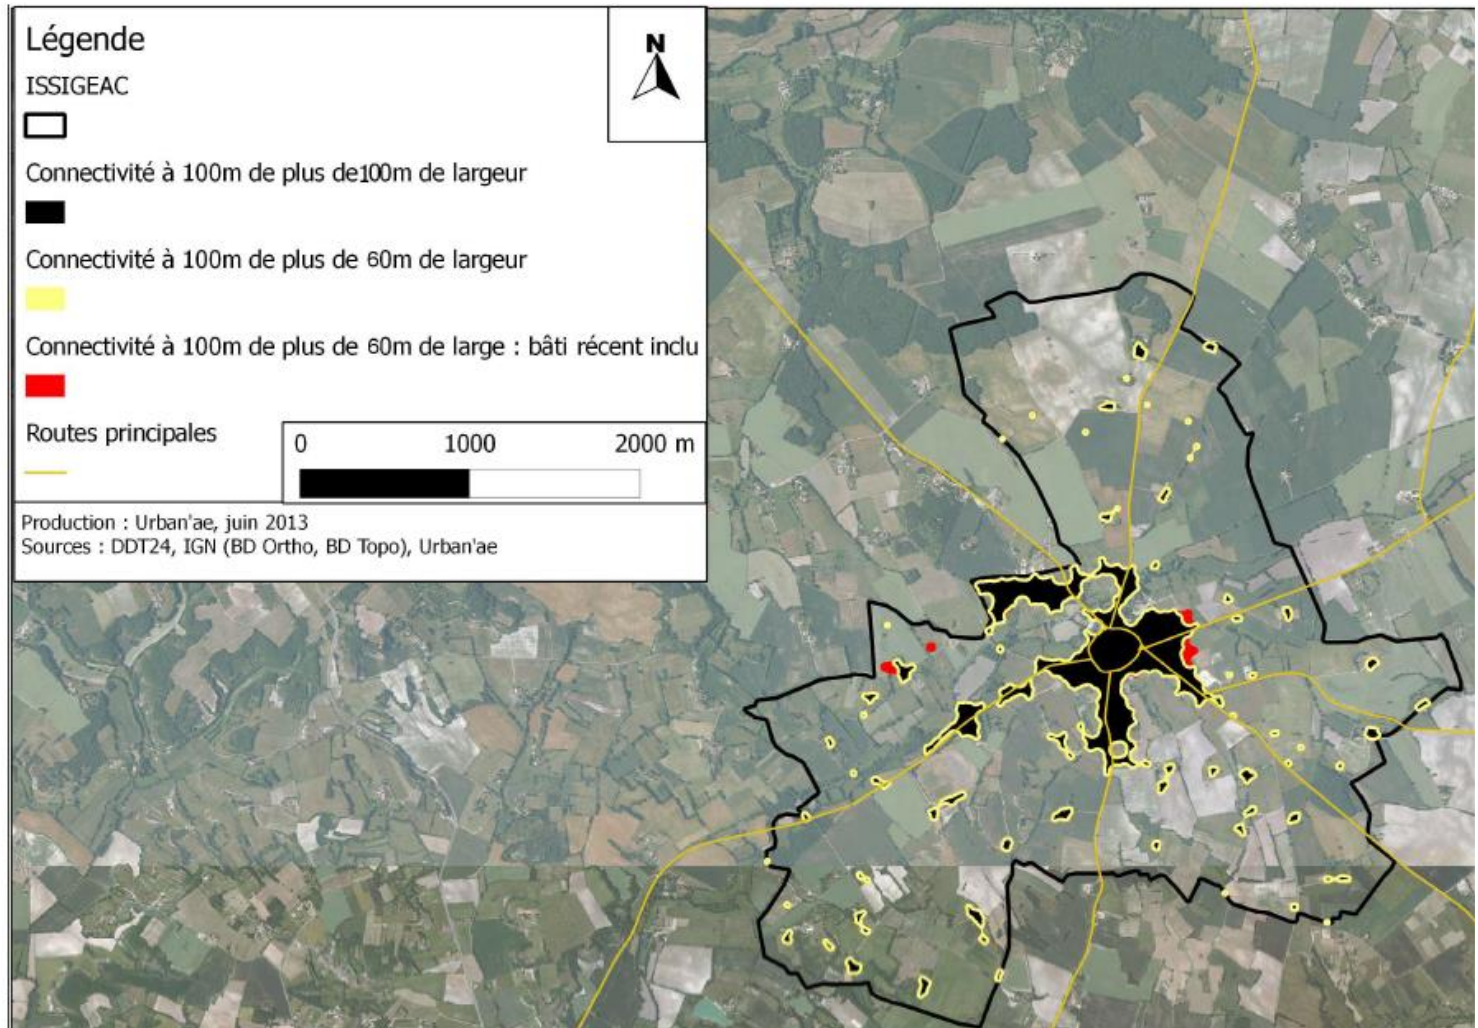 Légende
N
ISSIGEAC
Connectivité à 100m de plus de100m de largeur
Connectivité à 100m de plus de 60m de largeur
Connectivité à 100m de plus de 60m de large : bâti récent inclu
Routes principales
0 1000 2000 m
Production : Urban'ae, juin 2013
Sources : DDT24, IGN (BD Ortho, BD Topo), Urban'ae